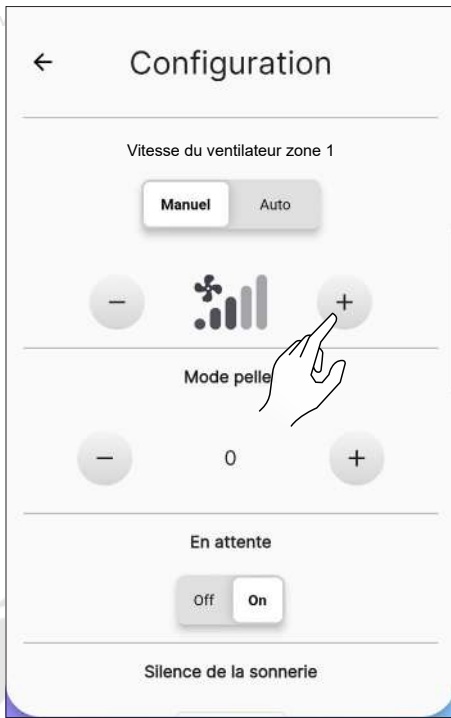 Configuration
Vitesse du ventilateur zone 1
Manuel Auto
Mode pelle
0
En attente
Off On
Silence de la sonnerie